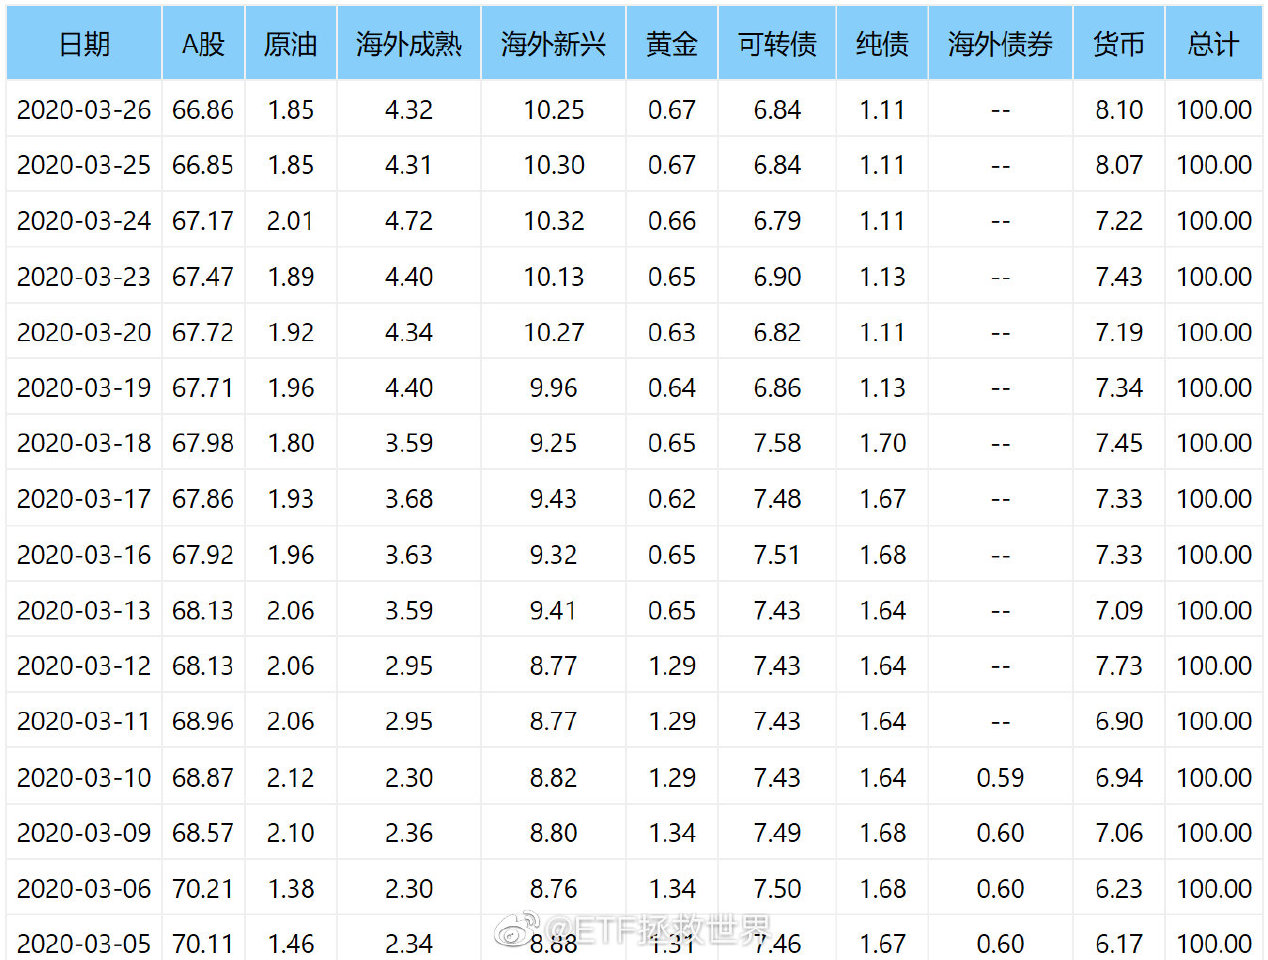 日期 A股 原油 海外成熟 海外新兴 黄金 可转债 纯债 海外债券 货币 总计
2020-03-26 66.86 1.85 4.32 10.25 0.67 6.84 1.11 -- 8.10 100.00
2020-03-25 66.85 1.85 4.31 10.30 0.67 6.84 1.11 -- 8.07 100.00
2020-03-24 67.17 2.01 4.72 10.32 0.66 6.79 1.11 -- 7.22 100.00
2020-03-23 67.47 1.89 4.40 10.13 0.65 6.90 1.13 -- 7.43 100.00
2020-03-20 67.72 1.92 4.34 10.27 0.63 6.82 1.11 -- 7.19 100.00
2020-03-19 67.71 1.96 4.40 9.96 0.64 6.86 1.13 -- 7.34 100.00
2020-03-18 67.98 1.80 3.59 9.25 0.65 7.58 1.70 -- 7.45 100.00
2020-03-17 67.86 1.93 3.68 9.43 0.62 7.48 1.67 -- 7.33 100.00
2020-03-16 67.92 1.96 3.63 9.32 0.65 7.51 1.68 -- 7.33 100.00
2020-03-13 68.13 2.06 3.59 9.41 0.65 7.43 1.64 -- 7.09 100.00
2020-03-12 68.13 2.06 2.95 8.77 1.29 7.43 1.64 -- 7.73 100.00
2020-03-11 68.96 2.06 2.95 8.77 1.29 7.43 1.64 -- 6.90 100.00
2020-03-10 68.87 2.12 2.30 8.82 1.29 7.43 1.64 0.59 6.94 100.00
2020-03-09 68.57 2.10 2.36 8.80 1.34 7.49 1.68 0.60 7.06 100.00
2020-03-06 70.21 1.38 2.30 8.76 1.34 7.50 1.68 0.60 6.23 100.00
2020-03-05 70.11 1.46 2.34 8.88 1.31 7.46 1.67 0.60 6.17 100.00
@ETF拯救世界